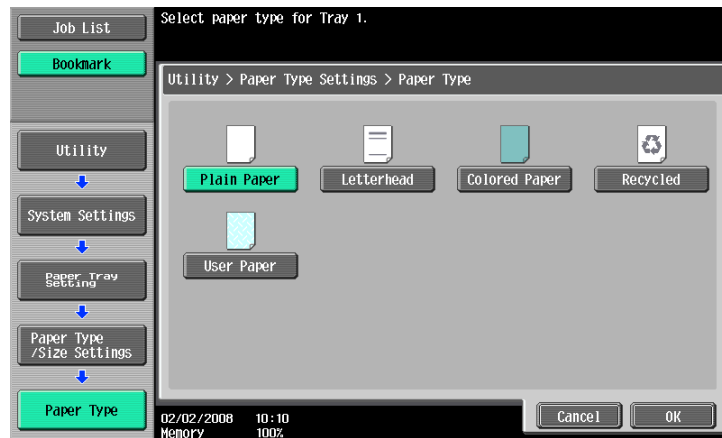 Job List
Bookmark
Utility
System Settings
Paper Tray
Setting
Paper Type
/Size Settings
Paper Type
Select paper type for Tray 1.
Utility > Paper Type Settings > Paper Type
Plain Paper
Letterhead
Colored Paper
Recycled
User Paper
02/02/2008 10:10
Memory 100%
Cancel
OK